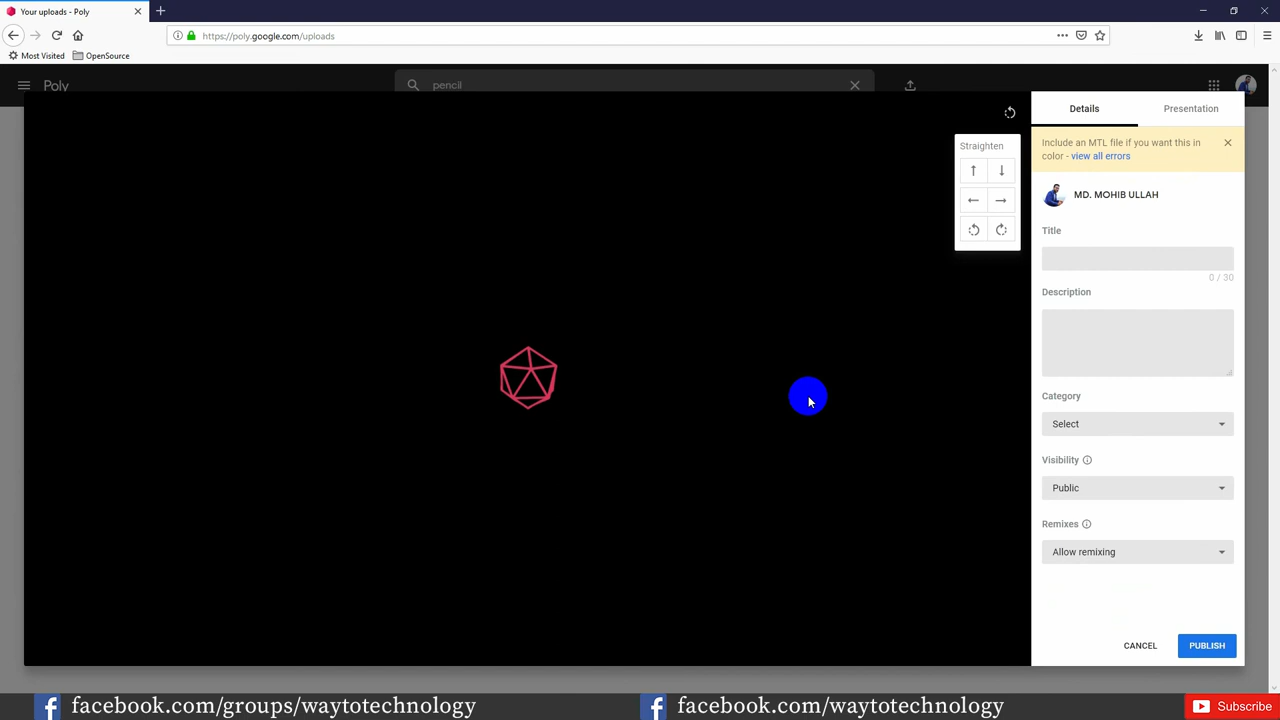 Your uploads - Poly
https://poly.google.com/uploads
Most Visited
OpenSource
Poly
pencil
Straighten
Details
Presentation
Include an MTL file if you want this in
color - view all errors
MD. MOHIB ULLAH
Title
0 / 30
Description
Category
Select
Visibility
Public
Remixes
Allow remixing
CANCEL
PUBLISH
facebook.com/groups/waytotechnology
facebook.com/waytotechnology
Subscribe